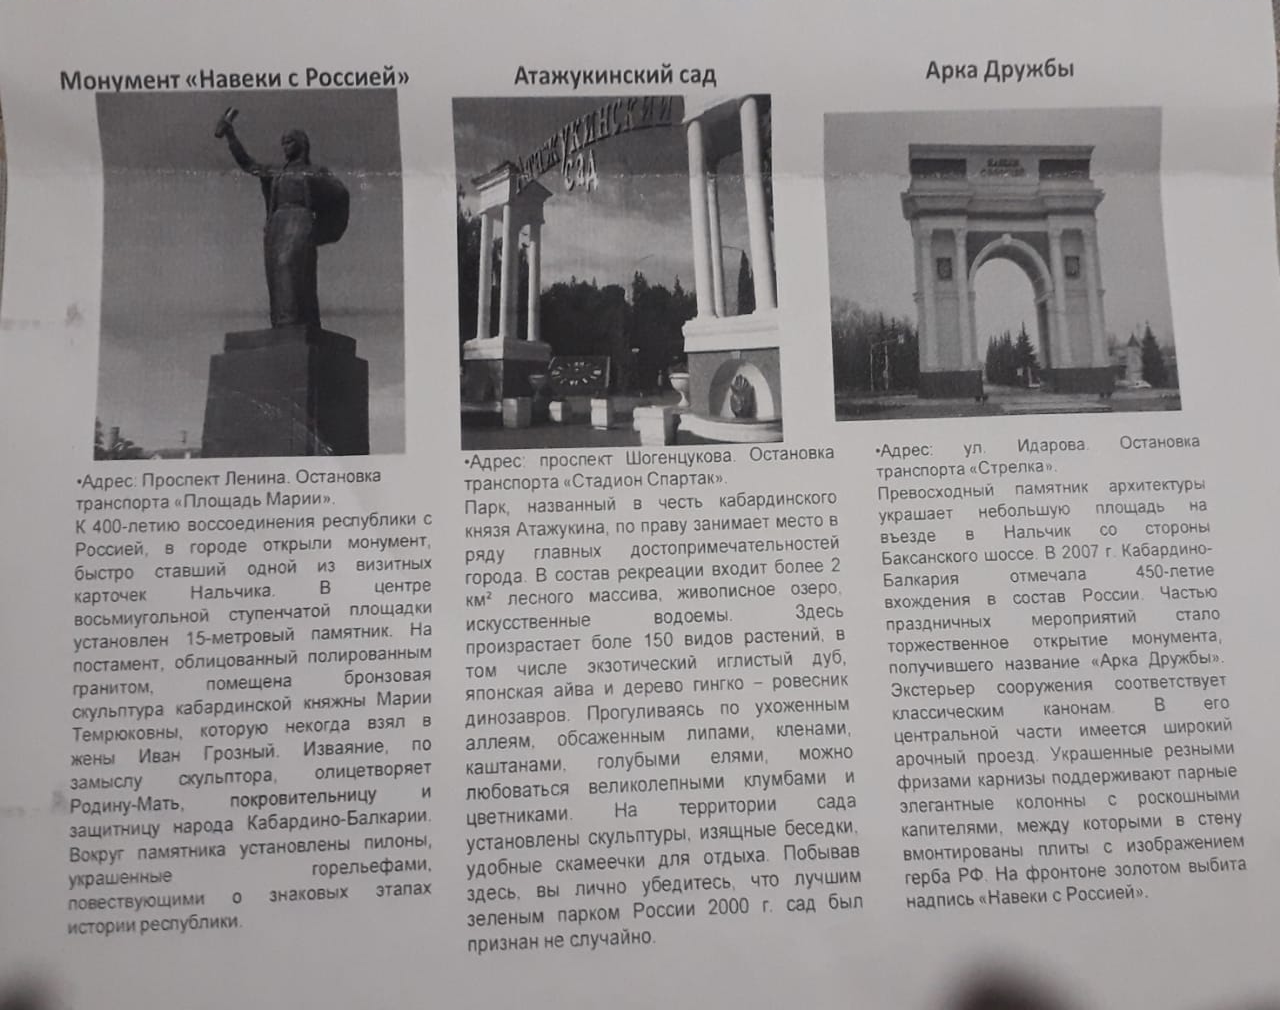 Монумент «Навеки с Россией»
•Адрес: Проспект Ленина. Остановка
транспорта «Площадь Марии».
К 400-летию воссоединения республики с
Россией, в городе открыли монумент,
быстро ставший одной из визитных
карточек Нальчика. В центре
восьмиугольной ступенчатой площадки
установлен 15-метровый памятник. На
постамент, облицованный полированным
гранитом, помещена бронзовая
скульптура кабардинской княжны Марии
Темрюковны, которую некогда взял в
жены Иван Грозный. Изваяние, по
замыслу скульптора, олицетворяет
Родину-Мать, покровительницу и
защитницу народа Кабардино-Балкарии.
Вокруг памятника установлены пилоны,
украшенные горельефами,
повествующими о знаковых этапах
истории республики.
Атажукинский сад
АТАЖУКИНСКИЙ
САД
•Адрес: проспект Шогенцукова. Остановка
транспорта «Стадион Спартак».
Парк, названный в честь кабардинского
князя Атажукина, по праву занимает место в
ряду главных достопримечательностей
города. В состав рекреации входит более 2
км² лесного массива, живописное озеро,
искусственные водоемы. Здесь
произрастает боле 150 видов растений, в
том числе экзотический иглистый дуб,
японская айва и дерево гингко – ровесник
динозавров. Прогуливаясь по ухоженным
аллеям, обсаженным липами, кленами,
каштанами, голубыми елями, можно
любоваться великолепными клумбами и
цветниками. На территории сада
установлены скульптуры, изящные беседки,
удобные скамеечки для отдыха. Побывав
здесь, вы лично убедитесь, что лучшим
зеленым парком России 2000 г. сад был
признан не случайно.
Арка Дружбы
•Адрес: ул. Идарова. Остановка
транспорта «Стрелка».
Превосходный памятник архитектуры
украшает небольшую площадь на
въезде в Нальчик со стороны
Баксанского шоссе. В 2007 г. Кабардино-
Балкария отмечала 450-летие
вхождения в состав России. Частью
праздничных мероприятий стало
торжественное открытие монумента,
получившего название «Арка Дружбы».
Экстерьер сооружения соответствует
классическим канонам. В его
центральной части имеется широкий
арочный проезд. Украшенные резными
фризами карнизы поддерживают парные
элегантные колонны с роскошными
капителями, между которыми в стену
вмонтированы плиты с изображением
герба РФ. На фронтоне золотом выбита
надпись «Навеки с Россией».